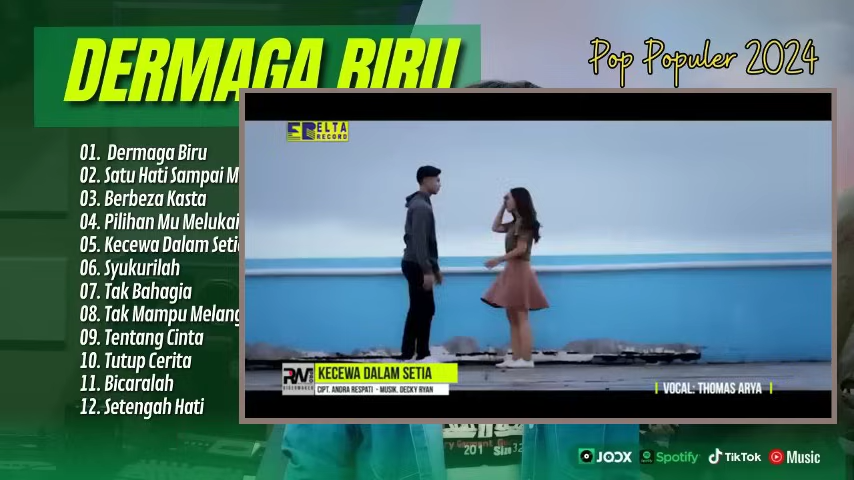 DERMAGA BIRU
Pop Populer 2024
01. Dermaga Biru
02. Satu Hati Sampai M
03. Berbeza Kasta
04. Pilihan Mu Melukai
05. Kecewa Dalam Setia
06. Syukurilah
07. Tak Bahagia
08. Tak Mampu Melang
09. Tentang Cinta
10. Tutup Cerita
11. Bicaralah
12. Setengah Hati
ELTA
RECORD
RM
KECEWA DALAM SETIA
CIPT. ANDRA RESPATI - MUSIK. DECKY RYAN
VOCAL: THOMAS ARYA
201
JOOX
Spotify
TikTok
Music